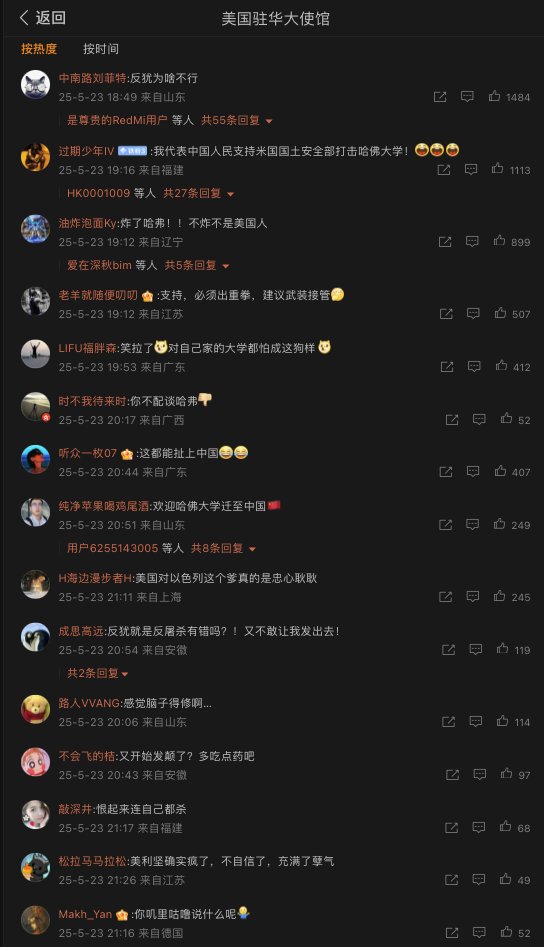 返回
美国驻华大使馆
按热度 按时间
中南路刘菲特:反犹为啥不行
25-5-23 18:49 来自山东 1484
是尊贵的RedMi用户 等人 共55条回复
过期少年IV :我代表中国人民支持米国国土安全部打击哈佛大学!
25-5-23 19:16 来自福建 1113
HK0001009 等人 共27条回复
油炸泡面Ky:炸了哈弗!!不炸不是美国人
25-5-23 19:12 来自辽宁 899
爱在深秋bim 等人 共5条回复
老羊就随便叨叨 :支持,必须出重拳,建议武装接管
25-5-23 19:12 来自江苏 507
LIFU福胖森:笑拉了对自己家的大学都怕成这狗样
25-5-23 19:53 来自广东 412
时不我待来时:你不配谈哈弗
25-5-23 20:17 来自广西 52
听众一枚07 :这都能扯上中国
25-5-23 20:44 来自广东 407
纯净苹果喝鸡尾酒:欢迎哈佛大学迁至中国🇨🇳
25-5-23 20:51 来自山东 249
用户6255143005 等人 共8条回复
H海边漫步者H:美国对以色列这个爹真的是忠心耿耿
25-5-23 21:11 来自上海 245
成思高远:反犹就是反屠杀有错吗?!又不敢让我发出去!
25-5-23 20:54 来自安徽 119
共2条回复
路人VVANG:感觉脑子得修啊...
25-5-23 20:06 来自山东 114
不会飞的桔:又开始发颠了?多吃点药吧
25-5-23 20:43 来自安徽 97
敲深井:恨起来连自己都杀
25-5-23 21:17 来自福建 68
松拉马马拉松:美利坚确实疯了,不自信了,充满了孽气
25-5-23 21:26 来自江苏 49
Makh_Yan :你叽里咕噜说什么呢
25-5-23 21:16 来自德国 52